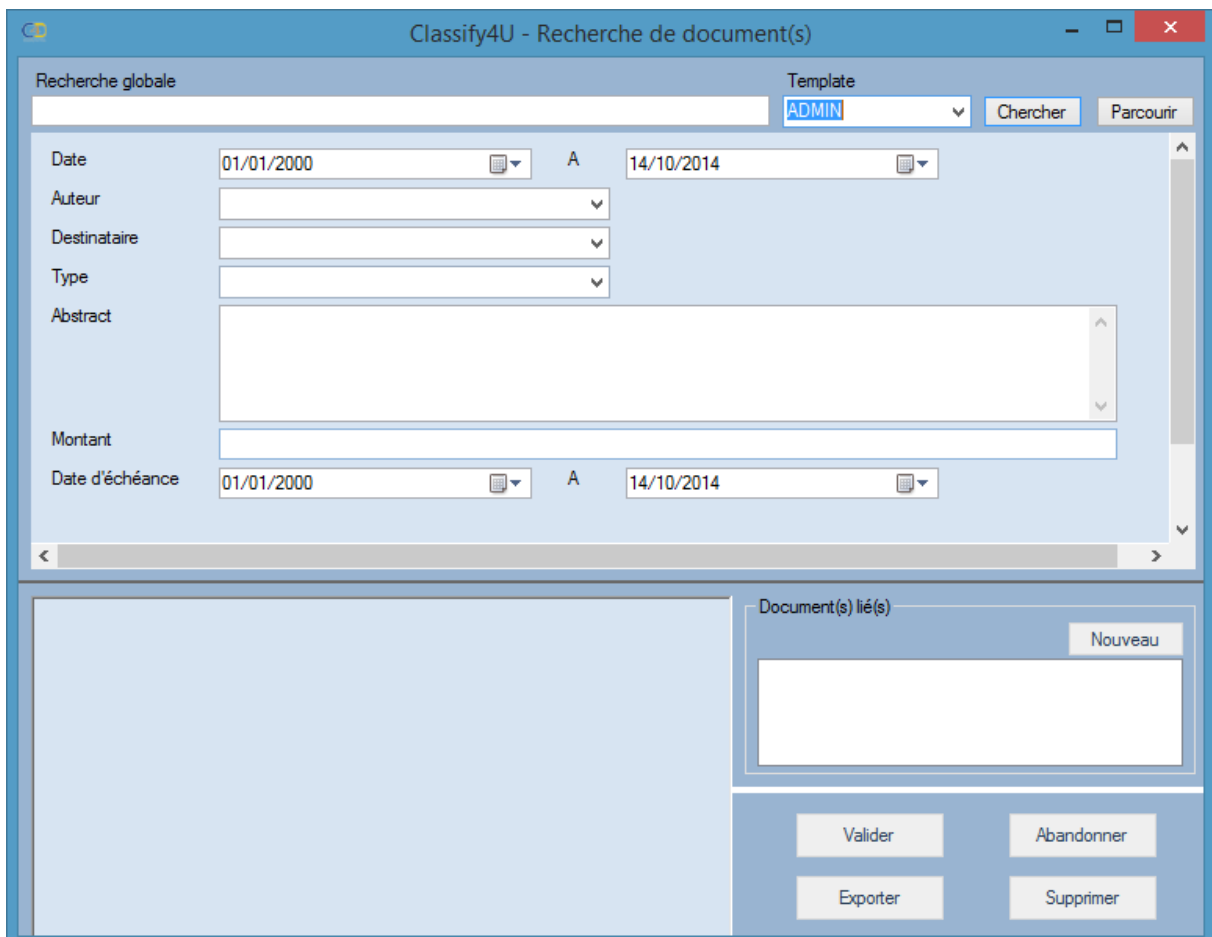 CD
Classify4U - Recherche de document(s)
Recherche globale
Template
ADMIN
Chercher
Parcourir
Date
01/01/2000
A
14/10/2014
Auteur
Destinataire
Type
Abstract
Montant
Date d'échéance
01/01/2000
A
14/10/2014
Document(s) lié(s)
Nouveau
Valider
Abandonner
Exporter
Supprimer